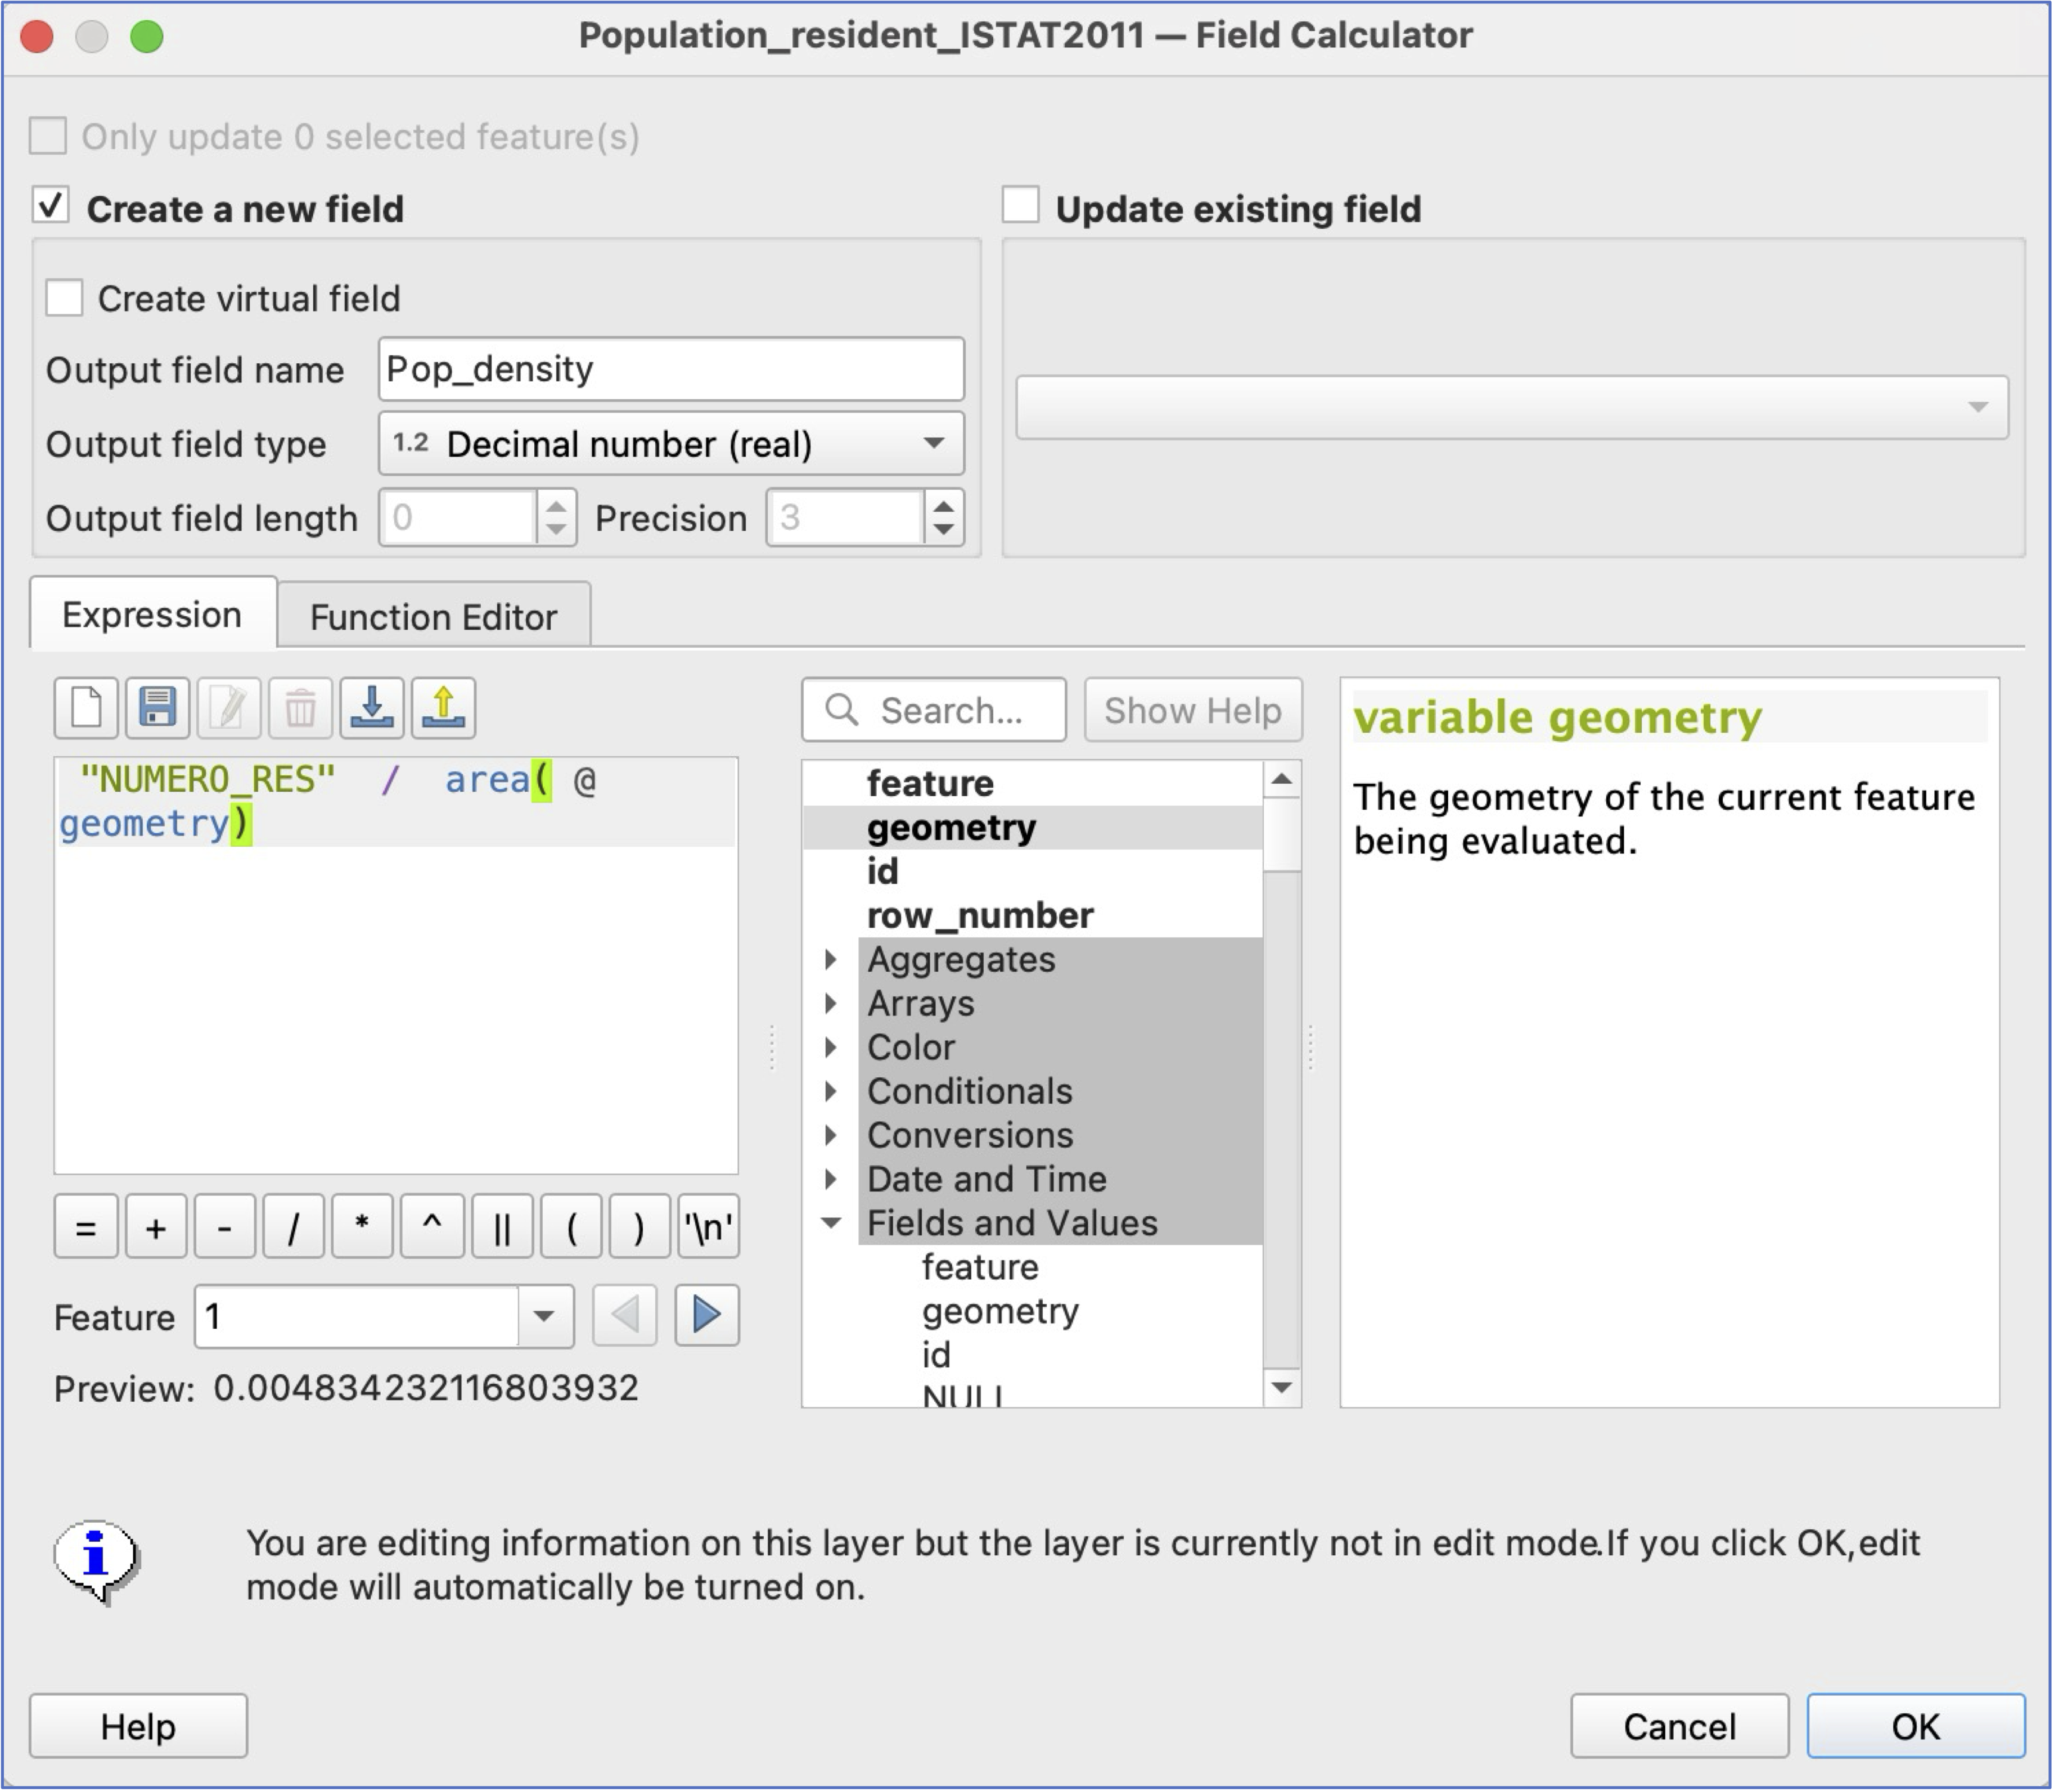 Population_resident_ISTAT2011 — Field Calculator
Only update 0 selected feature(s)
Create a new field
Update existing field
Create virtual field
Output field name Pop_density
Output field type 1.2 Decimal number (real)
Output field length 0 Precision 3
Expression Function Editor
Search... Show Help
"NUMERO_RES" / area( @
geometry)
= + - / * ^ || ( ) '\n'
Feature 1
Preview: 0.004834232116803932
feature
geometry
id
row_number
Aggregates
Arrays
Color
Conditionals
Conversions
Date and Time
Fields and Values
feature
geometry
id
NULL
variable geometry
The geometry of the current feature
being evaluated.
You are editing information on this layer but the layer is currently not in edit mode.If you click OK,edit
mode will automatically be turned on.
Help Cancel OK